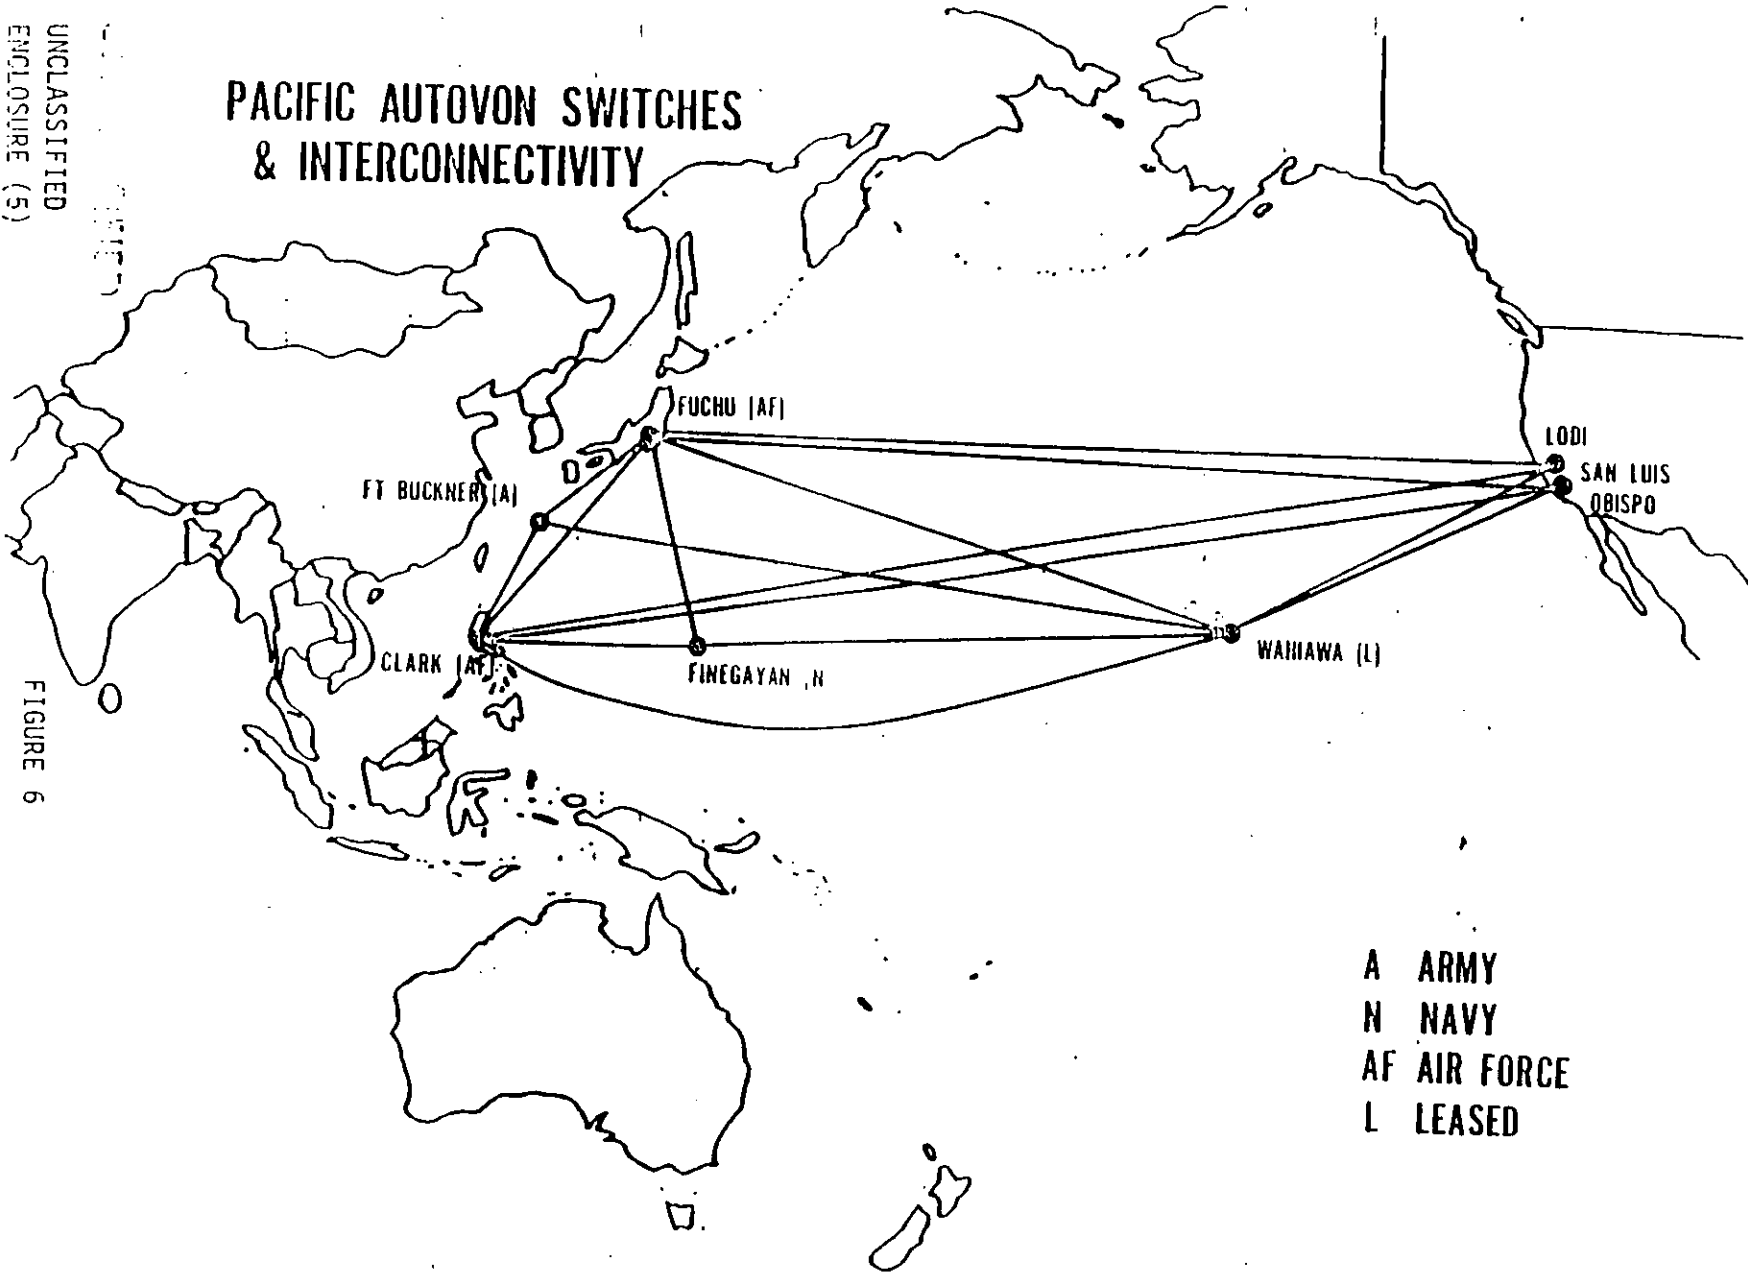 UNCLASSIFIED
ENCLOSURE (5)
PACIFIC AUTOVON SWITCHES
& INTERCONNECTIVITY
FUCHU (AF)
LODI
SAN LUIS
OBISPO
FT BUCKNER (A)
WAHIAWA (L)
CLARK (AF)
FINEGAYAN ,N
FIGURE 6
A ARMY
N NAVY
AF AIR FORCE
L LEASED